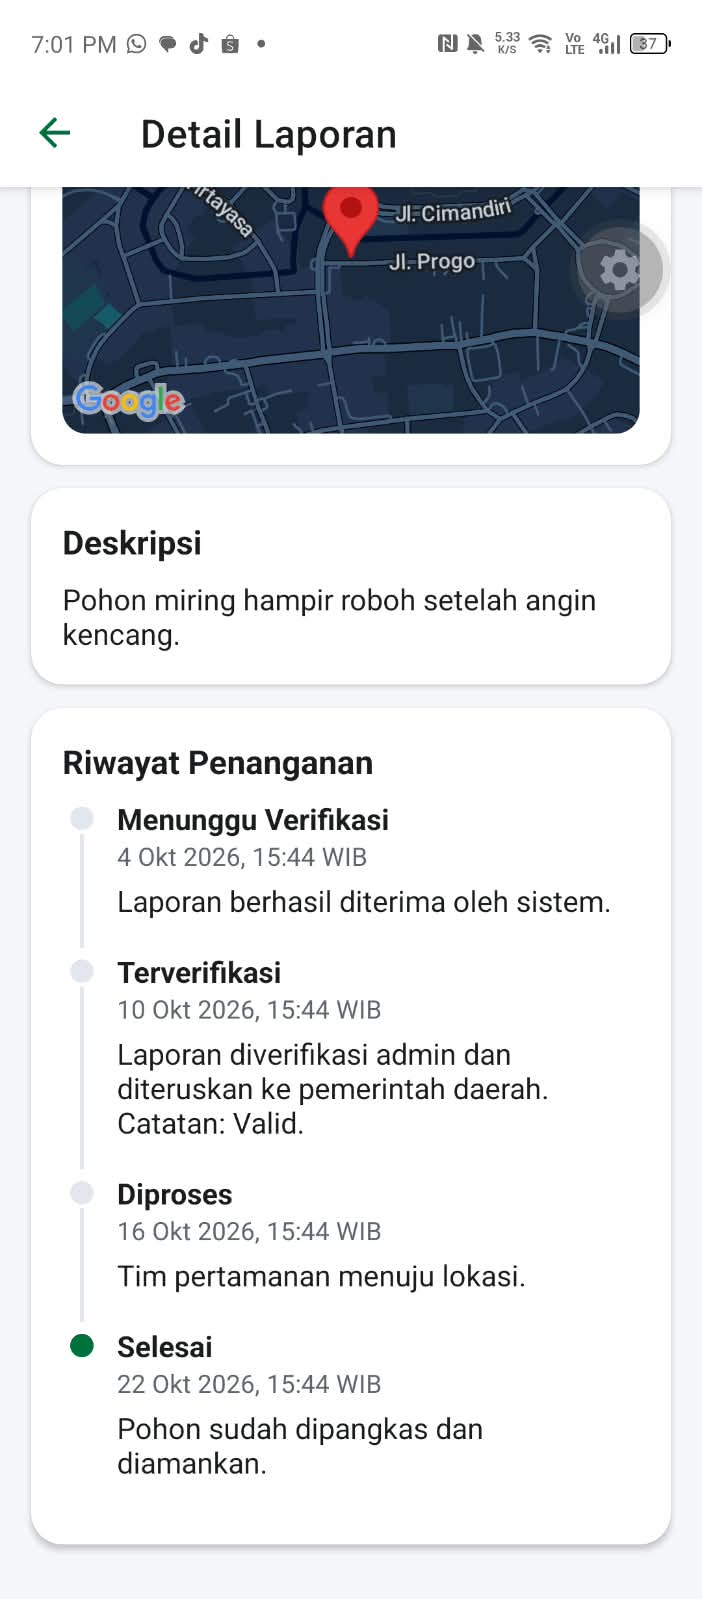 7:01 PM
5.33 K/S
Vo LTE
4G
37
Detail Laporan
Jl. Cimandiri
Jl. Progo
Google
Deskripsi
Pohon miring hampir roboh setelah angin
kencang.
Riwayat Penanganan
Menunggu Verifikasi
4 Okt 2026, 15:44 WIB
Laporan berhasil diterima oleh sistem.
Terverifikasi
10 Okt 2026, 15:44 WIB
Laporan diverifikasi admin dan
diteruskan ke pemerintah daerah.
Catatan: Valid.
Diproses
16 Okt 2026, 15:44 WIB
Tim pertamanan menuju lokasi.
Selesai
22 Okt 2026, 15:44 WIB
Pohon sudah dipangkas dan
diamankan.